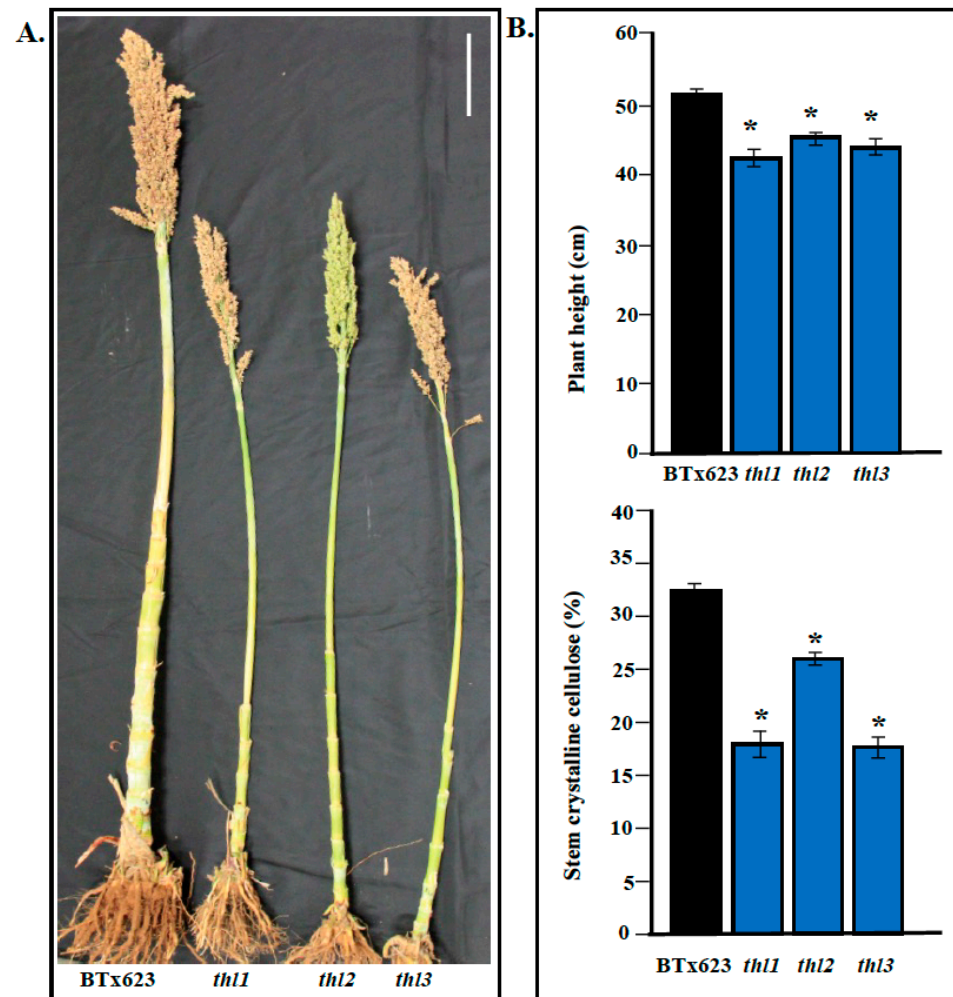 A.
BTx623 thl1 thl2 thl3
B.
Plant height (cm)
60
50
40
30
20
10
0
* * *
BTx623 thl1 thl2 thl3
Stem crystalline cellulose (%)
40
35
30
25
20
15
10
5
0
* * *
BTx623 thl1 thl2 thl3